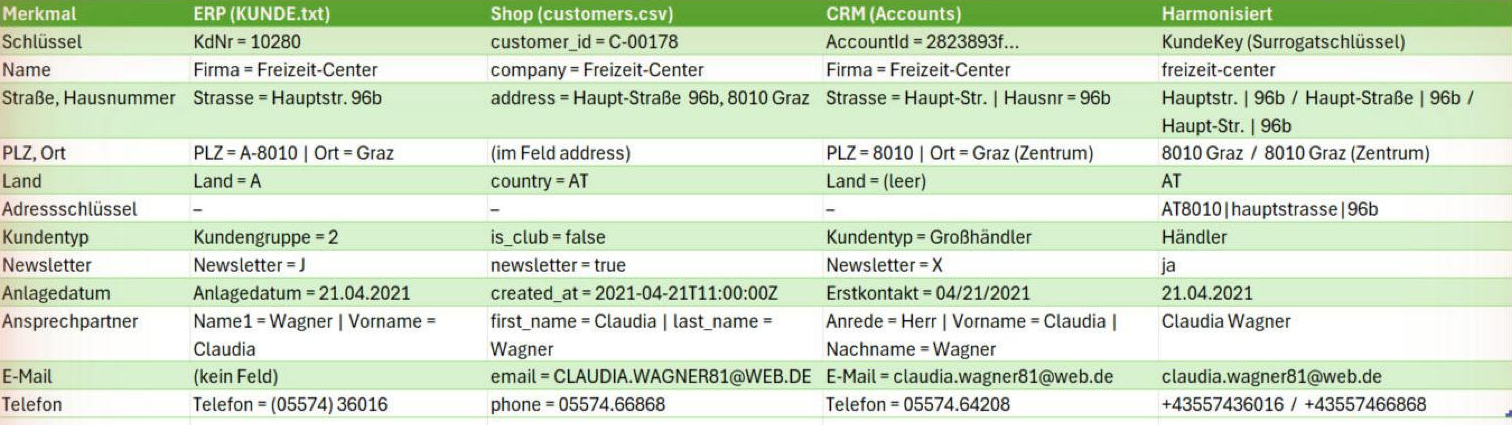 Merkmal ERP (KUNDE.txt) Shop (customers.csv) CRM (Accounts) Harmonisiert
Schlüssel KdNr = 10280 customer_id = C-00178 AccountId = 2823893f... KundeKey (Surrogatschlüssel)
Name Firma = Freizeit-Center company = Freizeit-Center Firma = Freizeit-Center freizeit-center
Straße, Hausnummer Strasse = Hauptstr. 96b address = Haupt-Straße 96b, 8010 Graz Strasse = Haupt-Str. | Hausnr = 96b Hauptstr. | 96b / Haupt-Straße | 96b /
Haupt-Str. | 96b
PLZ, Ort PLZ = A-8010 | Ort = Graz (im Feld address) PLZ = 8010 | Ort = Graz (Zentrum) 8010 Graz / 8010 Graz (Zentrum)
Land Land = A country = AT Land = (leer) AT
Adressschlüssel – – – AT8010|hauptstrasse|96b
Kundentyp Kundengruppe = 2 is_club = false Kundentyp = Großhändler Händler
Newsletter Newsletter = J newsletter = true Newsletter = X ja
Anlagedatum Anlagedatum = 21.04.2021 created_at = 2021-04-21T11:00:00Z Erstkontakt = 04/21/2021 21.04.2021
Ansprechpartner Name1 = Wagner | Vorname = first_name = Claudia | last_name = Anrede = Herr | Vorname = Claudia | Claudia Wagner
Claudia Wagner Nachname = Wagner
E-Mail (kein Feld) email = CLAUDIA.WAGNER81@WEB.DE E-Mail = claudia.wagner81@web.de claudia.wagner81@web.de
Telefon Telefon = (05574) 36016 phone = 05574.66868 Telefon = 05574.64208 +43557436016 / +43557466868